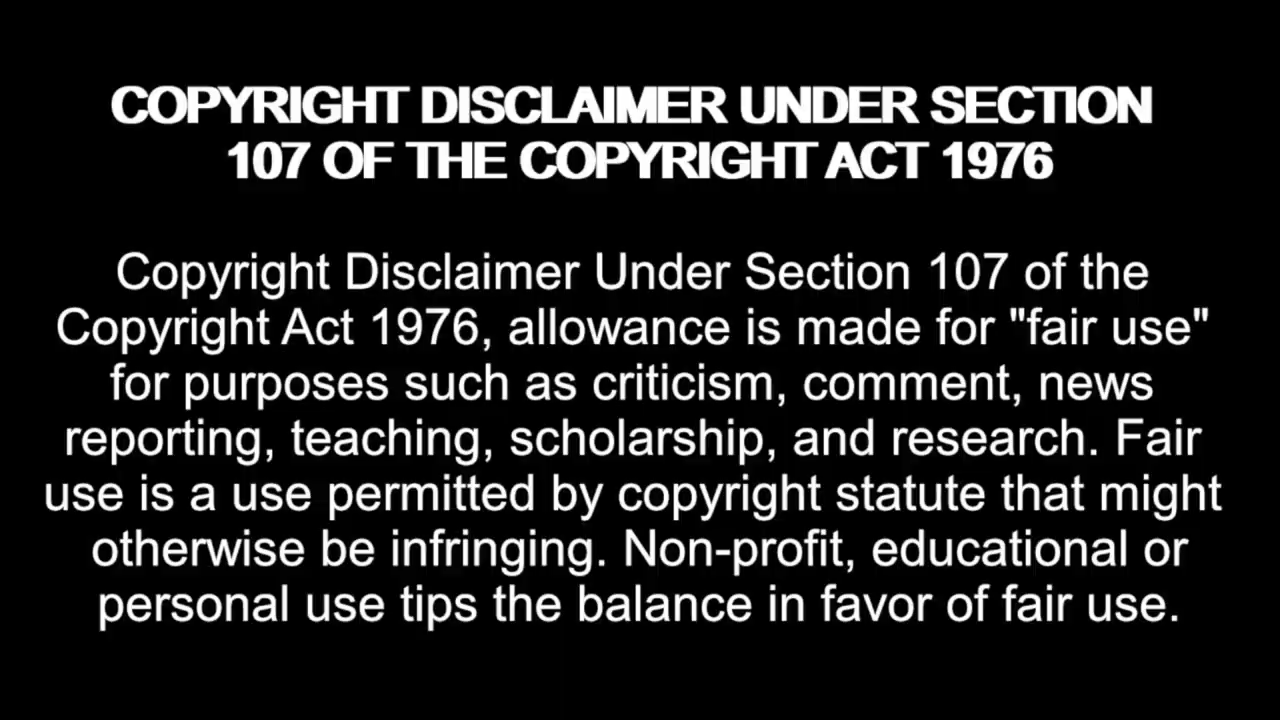 COPYRIGHT DISCLAIMER UNDER SECTION
107 OF THE COPYRIGHT ACT 1976
Copyright Disclaimer Under Section 107 of the
Copyright Act 1976, allowance is made for "fair use"
for purposes such as criticism, comment, news
reporting, teaching, scholarship, and research. Fair
use is a use permitted by copyright statute that might
otherwise be infringing. Non-profit, educational or
personal use tips the balance in favor of fair use.